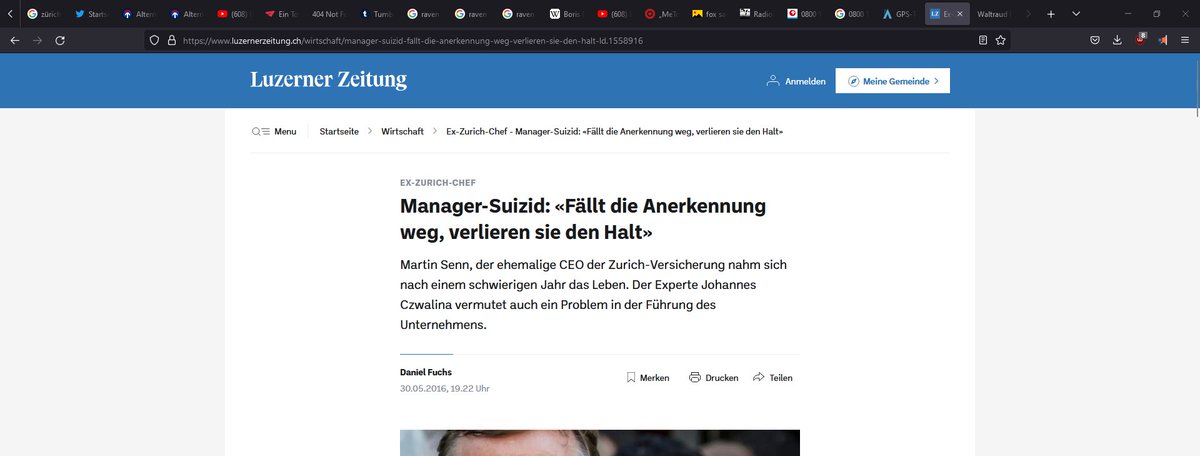 zürich
Startse
Altern
Altern
(608)
Ein To
404 Not Fo
Tumb
raven
raven
raven
Boris
(608)
„MeTo
fox sa
Radio
0800
0800
GPS-T
LZ Ex
Waltraud
https://www.luzernerzeitung.ch/wirtschaft/manager-suizid-fallt-die-anerkennung-weg-verlieren-sie-den-halt-ld.1558916
8
Luzerner Zeitung
Anmelden
Meine Gemeinde
Menu
Startseite
Wirtschaft
Ex-Zurich-Chef - Manager-Suizid: «Fällt die Anerkennung weg, verlieren sie den Halt»
EX-ZURICH-CHEF
Manager-Suizid: «Fällt die Anerkennung
weg, verlieren sie den Halt»
Martin Senn, der ehemalige CEO der Zurich-Versicherung nahm sich
nach einem schwierigen Jahr das Leben. Der Experte Johannes
Czwalina vermutet auch ein Problem in der Führung des
Unternehmens.
Daniel Fuchs
30.05.2016, 19.22 Uhr
Merken
Drucken
Teilen